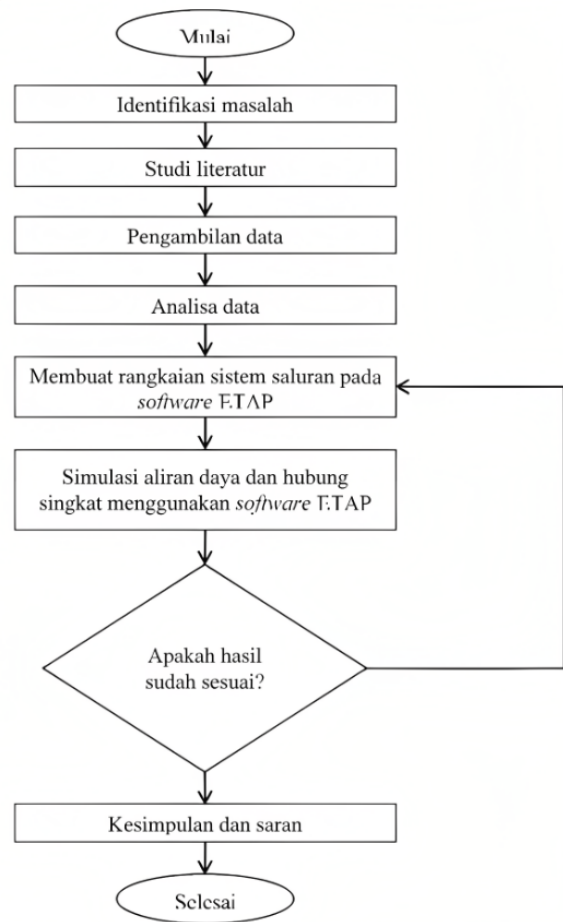 Mulai
Identifikasi masalah
Studi literatur
Pengambilan data
Analisa data
Membuat rangkaian sistem saluran pada
software ETAP
Simulasi aliran daya dan hubung
singkat menggunakan software ETAP
Apakah hasil
sudah sesuai?
Kesimpulan dan saran
Selesai